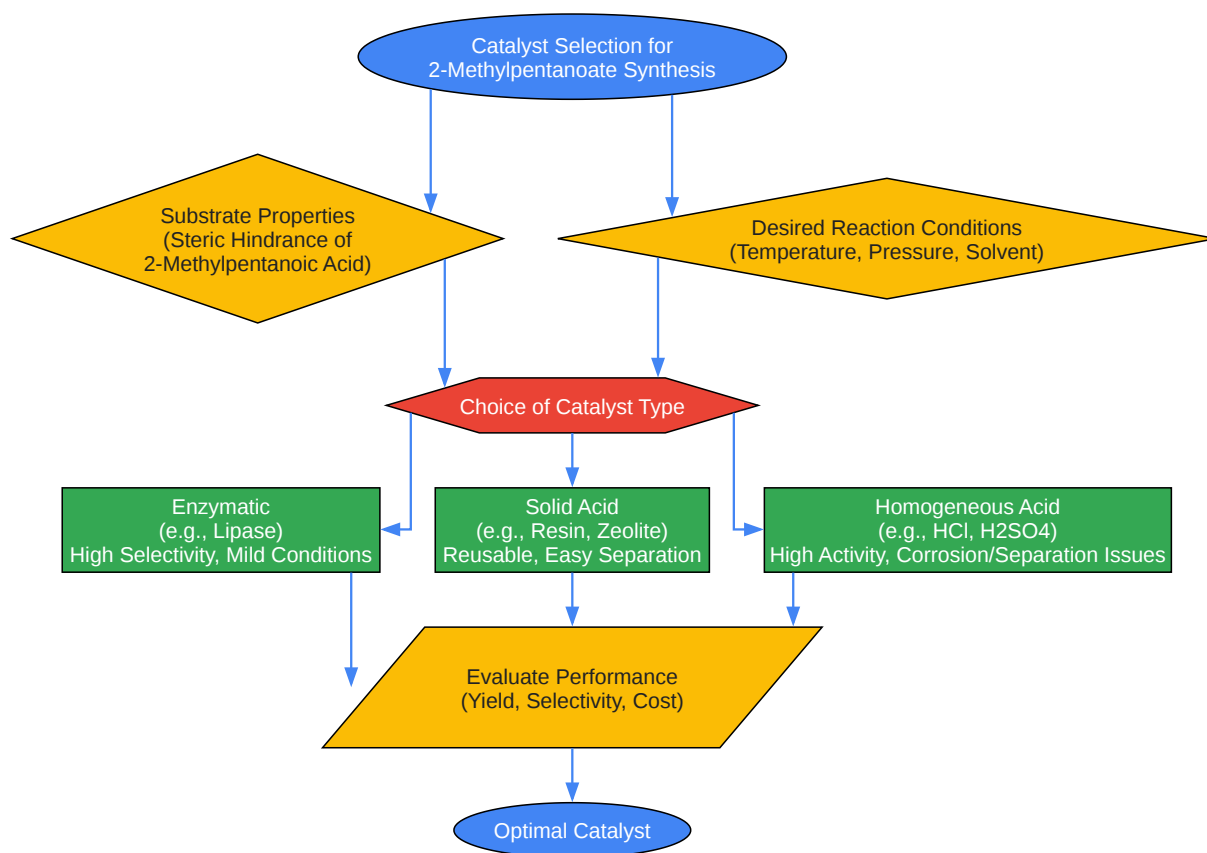 Catalyst Selection for
2-Methylpentanoate Synthesis
Substrate Properties
(Steric Hindrance of
2-Methylpentanoic Acid)
Desired Reaction Conditions
(Temperature, Pressure, Solvent)
Choice of Catalyst Type
Enzymatic
(e.g., Lipase)
High Selectivity, Mild Conditions
Solid Acid
(e.g., Resin, Zeolite)
Reusable, Easy Separation
Homogeneous Acid
(e.g., HCl, H2SO4)
High Activity, Corrosion/Separation Issues
Evaluate Performance
(Yield, Selectivity, Cost)
Optimal Catalyst